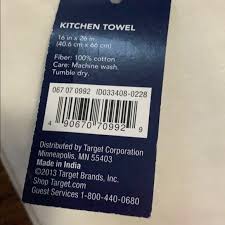 KITCHEN TOWEL
16 in x 26 in
(40.6 cm x 66 cm)
Fiber: 100% cotton
Care: Machine wash.
Tumble dry.
067 07 0992 ID033408-0228
4 90670 70992 9
Distributed by Target Corporation
Minneapolis, MN 55403
Made in India
©2013 Target Brands, Inc.
Shop Target.com
Guest Services 1-800-440-0680